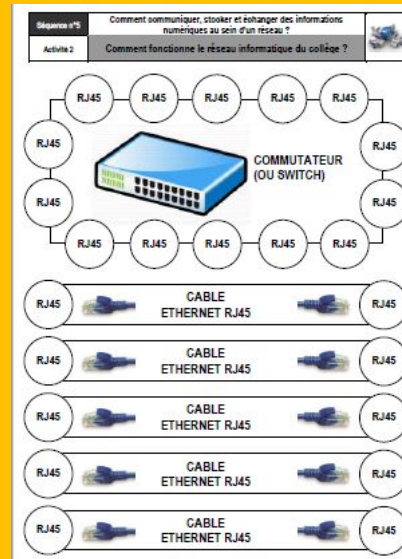 Séquence n°5
Comment communiquer, stocker et échanger des informations
numériques au sein d'un réseau ?
Activité 2
Comment fonctionne le réseau informatique du collège ?
RJ45 RJ45 RJ45 RJ45 RJ45
RJ45 RJ45
COMMUTATEUR
(OU SWITCH)
RJ45 RJ45
RJ45 RJ45 RJ45 RJ45 RJ45
RJ45 CABLE RJ45
ETHERNET RJ45
RJ45 CABLE RJ45
ETHERNET RJ45
RJ45 CABLE RJ45
ETHERNET RJ45
RJ45 CABLE RJ45
ETHERNET RJ45
RJ45 CABLE RJ45
ETHERNET RJ45